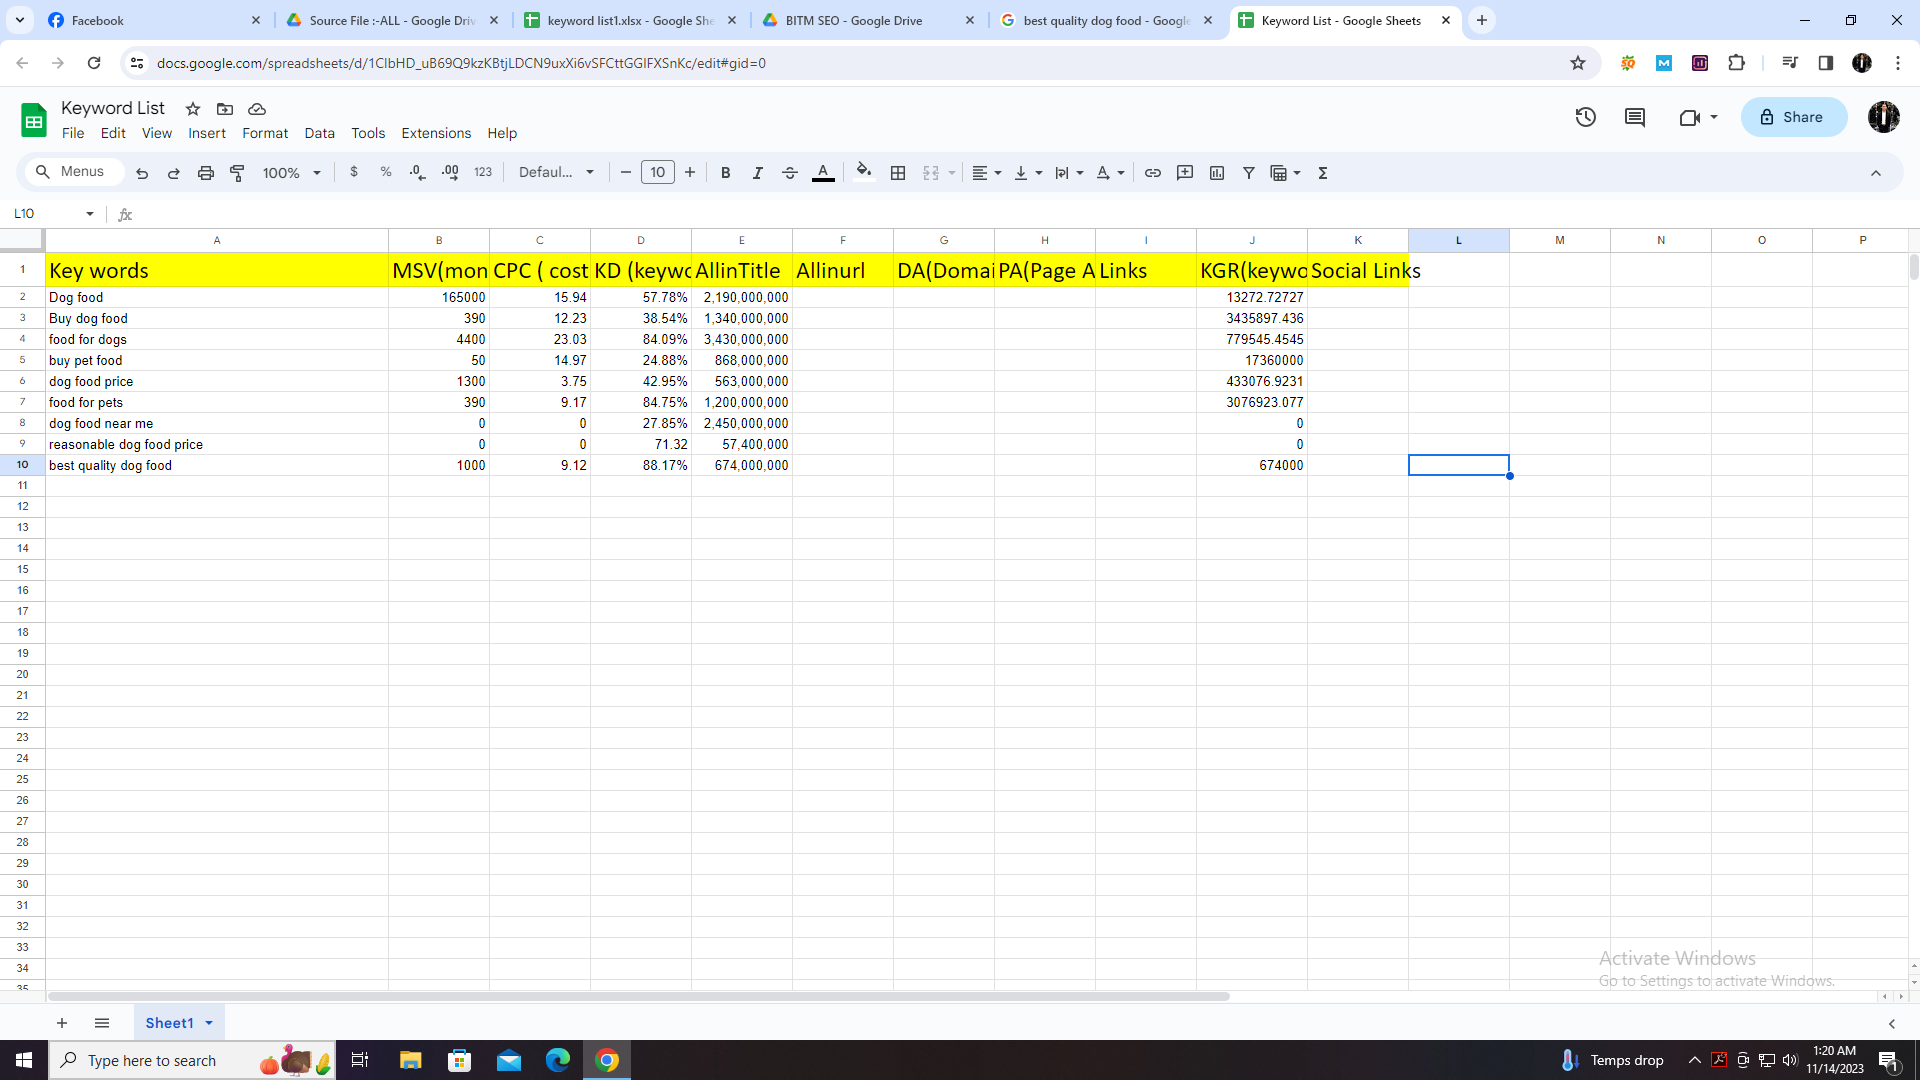 Facebook
Source File :-ALL - Google Driv
keyword list1.xlsx - Google She
BITM SEO - Google Drive
best quality dog food - Google
Keyword List - Google Sheets
docs.google.com/spreadsheets/d/1ClbHD_uB69Q9kzKBtjLDCN9uxXi6vSFCttGGlFXSnKc/edit#gid=0
Keyword List
File Edit View Insert Format Data Tools Extensions Help
Share
Menus 100% $ % .0 .00 123 Defaul... 10 B I A
L10 fx
A B C D E F G H I J K L M N O P
1 Key words MSV(mon CPC ( cost KD (keywo AllinTitle Allinurl DA(Domai PA(Page A Links KGR(keywo Social Links
2 Dog food 165000 15.94 57.78% 2,190,000,000 13272.72727
3 Buy dog food 390 12.23 38.54% 1,340,000,000 3435897.436
4 food for dogs 4400 23.03 84.09% 3,430,000,000 779545.4545
5 buy pet food 50 14.97 24.88% 868,000,000 17360000
6 dog food price 1300 3.75 42.95% 563,000,000 433076.9231
7 food for pets 390 9.17 84.75% 1,200,000,000 3076923.077
8 dog food near me 0 0 27.85% 2,450,000,000 0
9 reasonable dog food price 0 0 71.32 57,400,000 0
10 best quality dog food 1000 9.12 88.17% 674,000,000 674000
11
12
13
14
15
16
17
18
19
20
21
22
23
24
25
26
27
28
29
30
31
32
33
34
35
Activate Windows
Go to Settings to activate Windows.
Sheet1
Type here to search
Temps drop
1:20 AM
11/14/2023
1